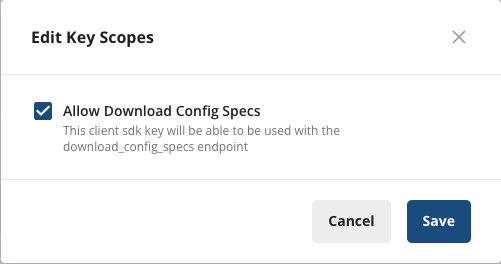 Edit Key Scopes
Allow Download Config Specs
This client sdk key will be able to be used with the
download_config_specs endpoint
Cancel
Save